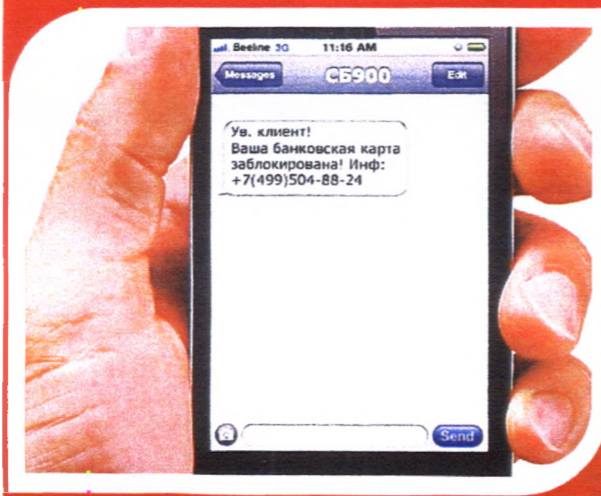 Beeline 3G 11:16 AM
Messages СБ900 Edit
Ув. клиент!
Ваша банковская карта
заблокирована! Инф:
+7(499)504-88-24
Send